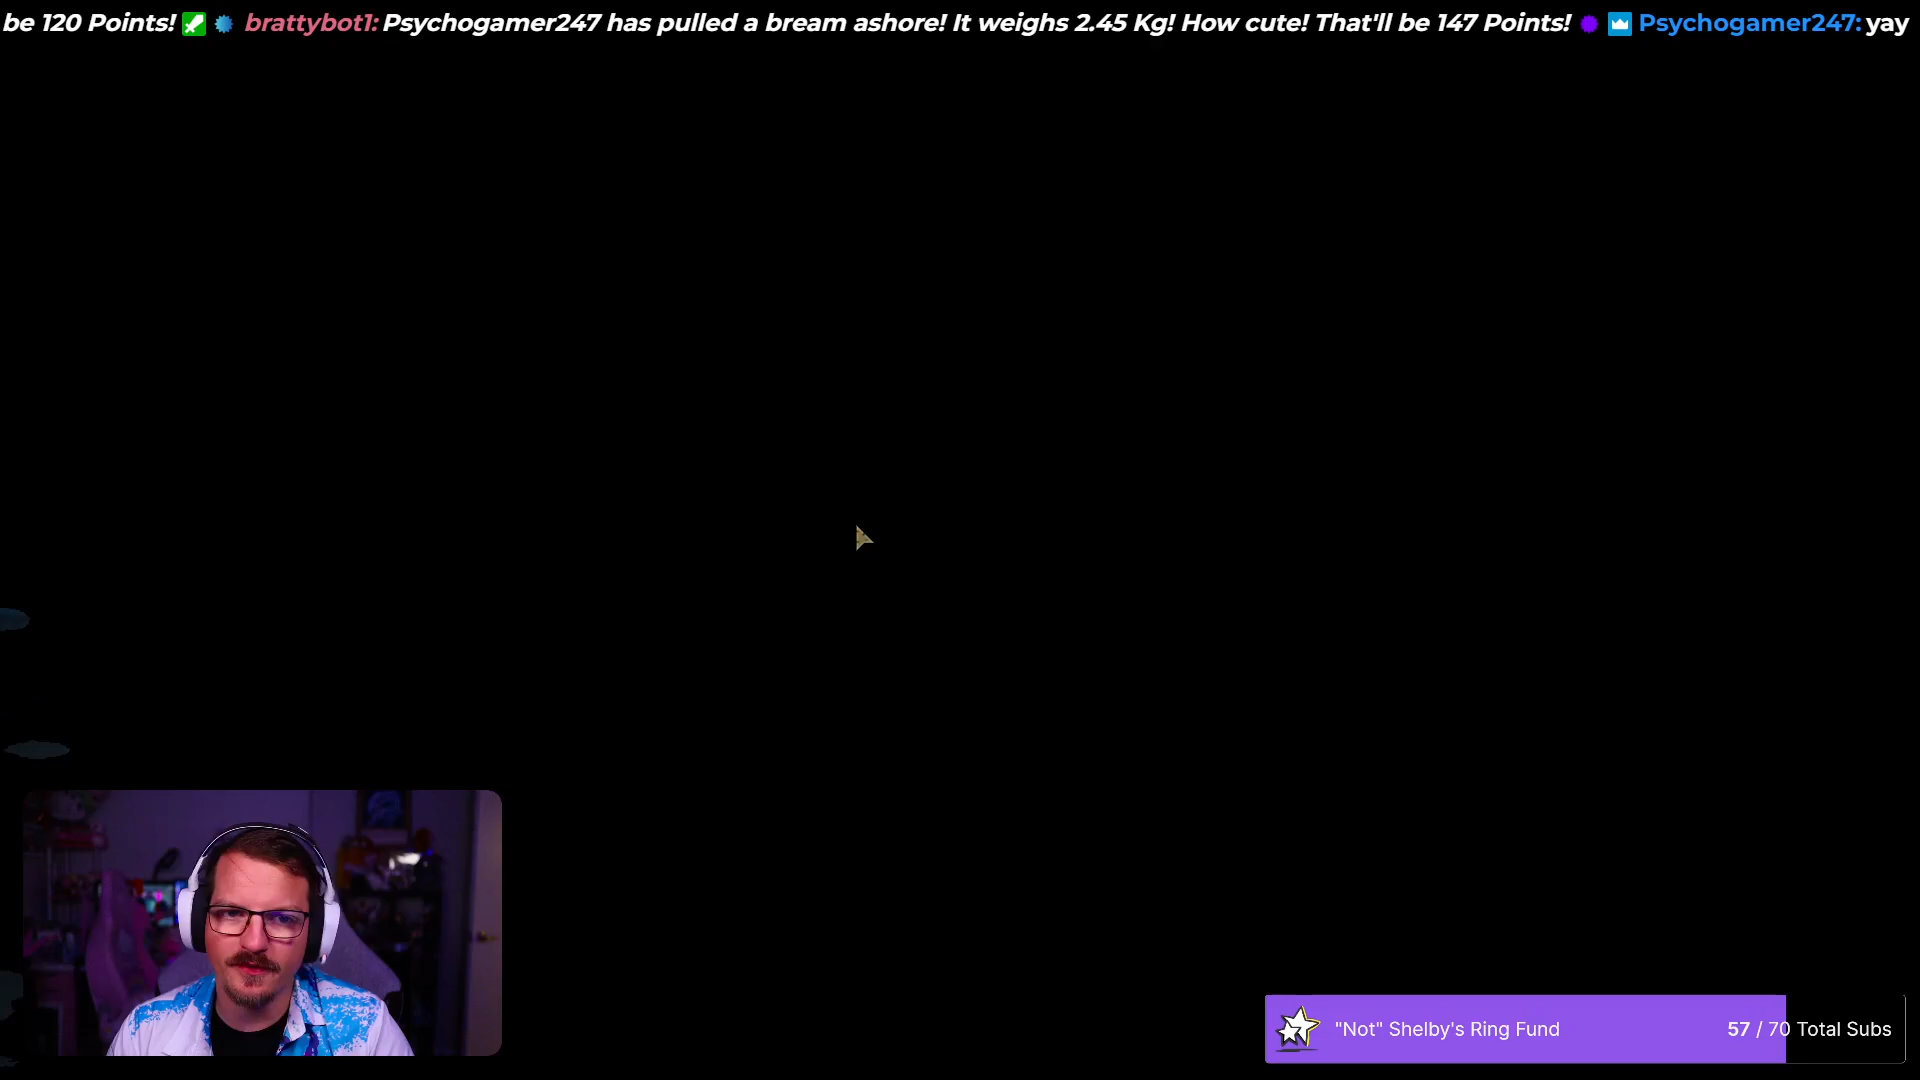 be 120 Points! brattybot1: Psychogamer247 has pulled a bream ashore! It weighs 2.45 Kg! How cute! That'll be 147 Points! Psychogamer247: yay
"Not" Shelby's Ring Fund 57 / 70 Total Subs